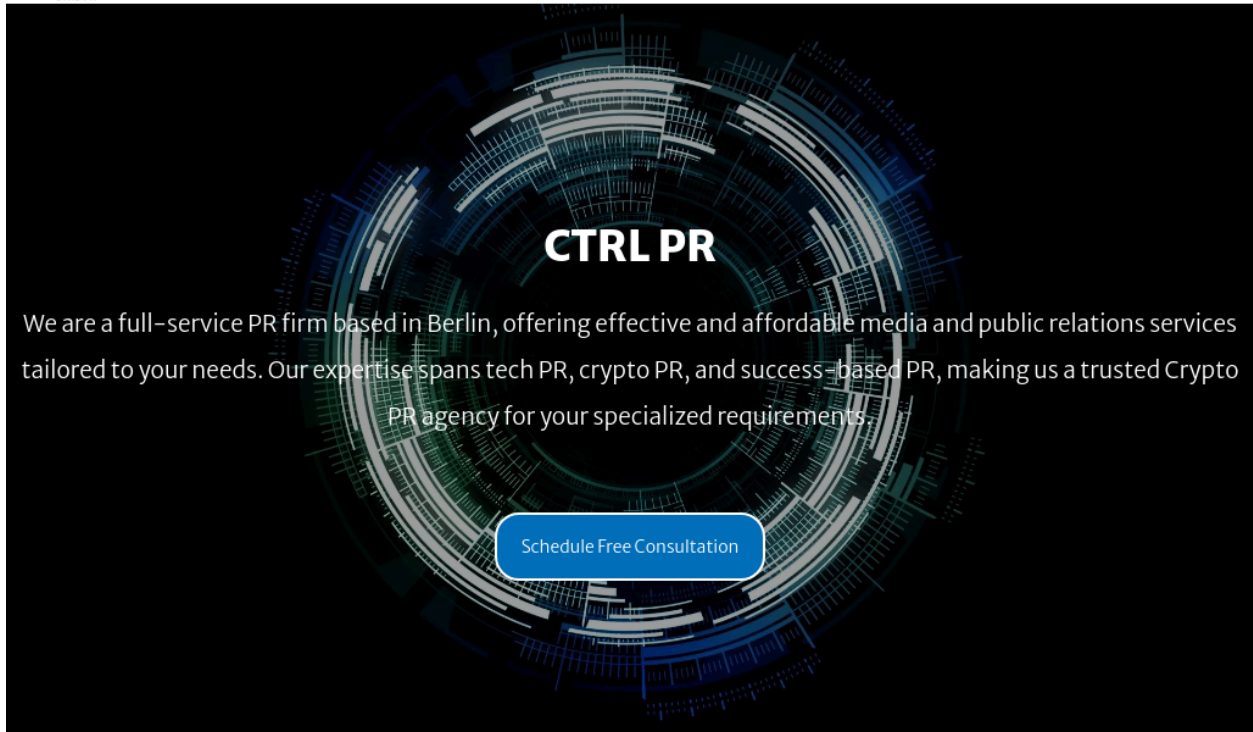 CTRL PR
We are a full-service PR firm based in Berlin, offering effective and affordable media and public relations services
tailored to your needs. Our expertise spans tech PR, crypto PR, and success-based PR, making us a trusted Crypto
PR agency for your specialized requirements.
Schedule Free Consultation